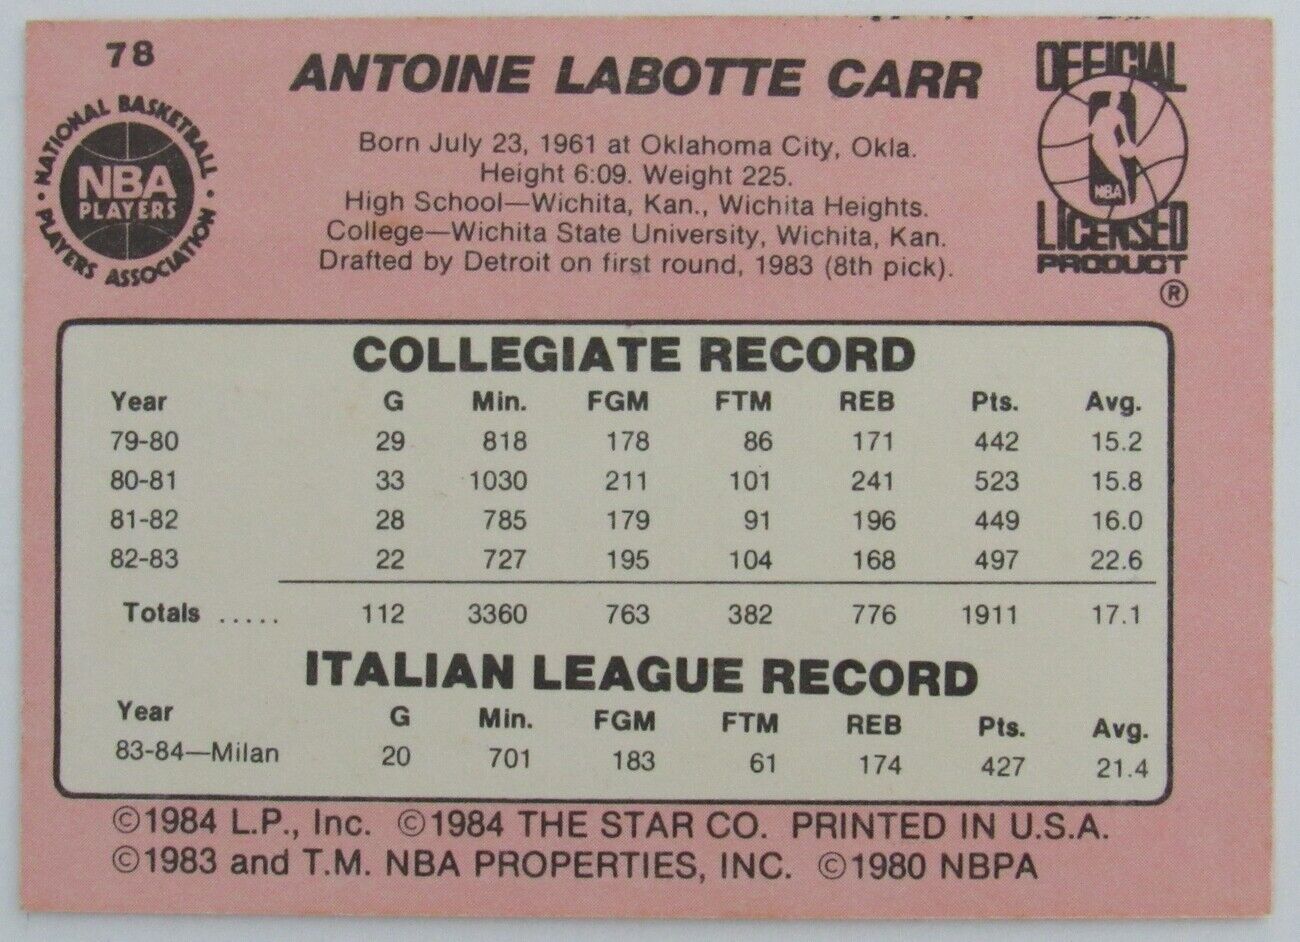 78
ANTOINE LABOTTE CARR
Born July 23, 1961 at Oklahoma City, Okla.
Height 6:09. Weight 225.
High School—Wichita, Kan., Wichita Heights.
College—Wichita State University, Wichita, Kan.
Drafted by Detroit on first round, 1983 (8th pick).
• NATIONAL BASKETBALL •
PLAYERS ASSOCIATION
NBA
PLAYERS
OFFICIAL
NBA
LICENSED
PRODUCT
®
COLLEGIATE RECORD
Year G Min. FGM FTM REB Pts. Avg.
79-80 29 818 178 86 171 442 15.2
80-81 33 1030 211 101 241 523 15.8
81-82 28 785 179 91 196 449 16.0
82-83 22 727 195 104 168 497 22.6
Totals ..... 112 3360 763 382 776 1911 17.1
ITALIAN LEAGUE RECORD
Year G Min. FGM FTM REB Pts. Avg.
83-84—Milan 20 701 183 61 174 427 21.4
©1984 L.P., Inc. ©1984 THE STAR CO. PRINTED IN U.S.A.
©1983 and T.M. NBA PROPERTIES, INC. ©1980 NBPA